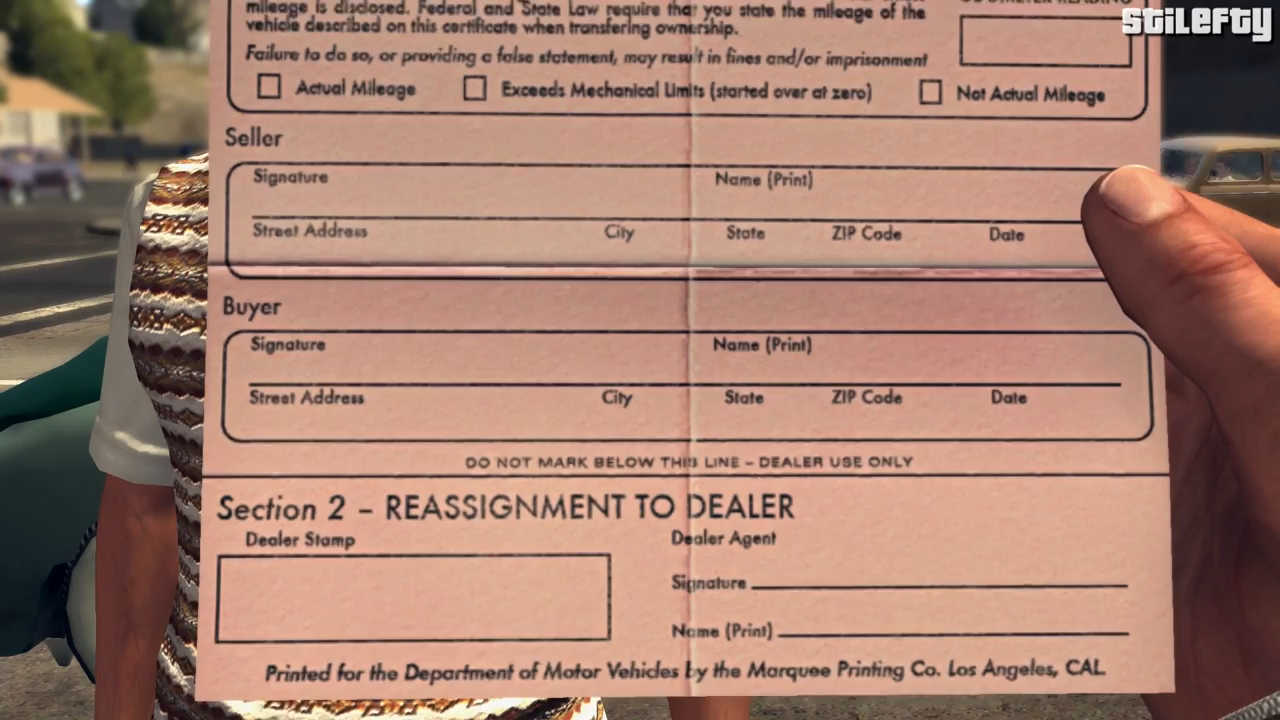 mileage is disclosed. Federal and State Law require that you state the mileage of the
vehicle described on this certificate when transfering ownership.
ODOMETER READING
STILEFTY
Failure to do so, or providing a false statement, may result in fines and/or imprisonment
Actual Mileage Exceeds Mechanical Limits (started over at zero) Not Actual Mileage
Seller
Signature Name (Print)
Street Address City State ZIP Code Date
Buyer
Signature Name (Print)
Street Address City State ZIP Code Date
DO NOT MARK BELOW THIS LINE – DEALER USE ONLY
Section 2 – REASSIGNMENT TO DEALER
Dealer Stamp Dealer Agent
Signature
Name (Print)
Printed for the Department of Motor Vehicles by the Marquee Printing Co. Los Angeles, CAL